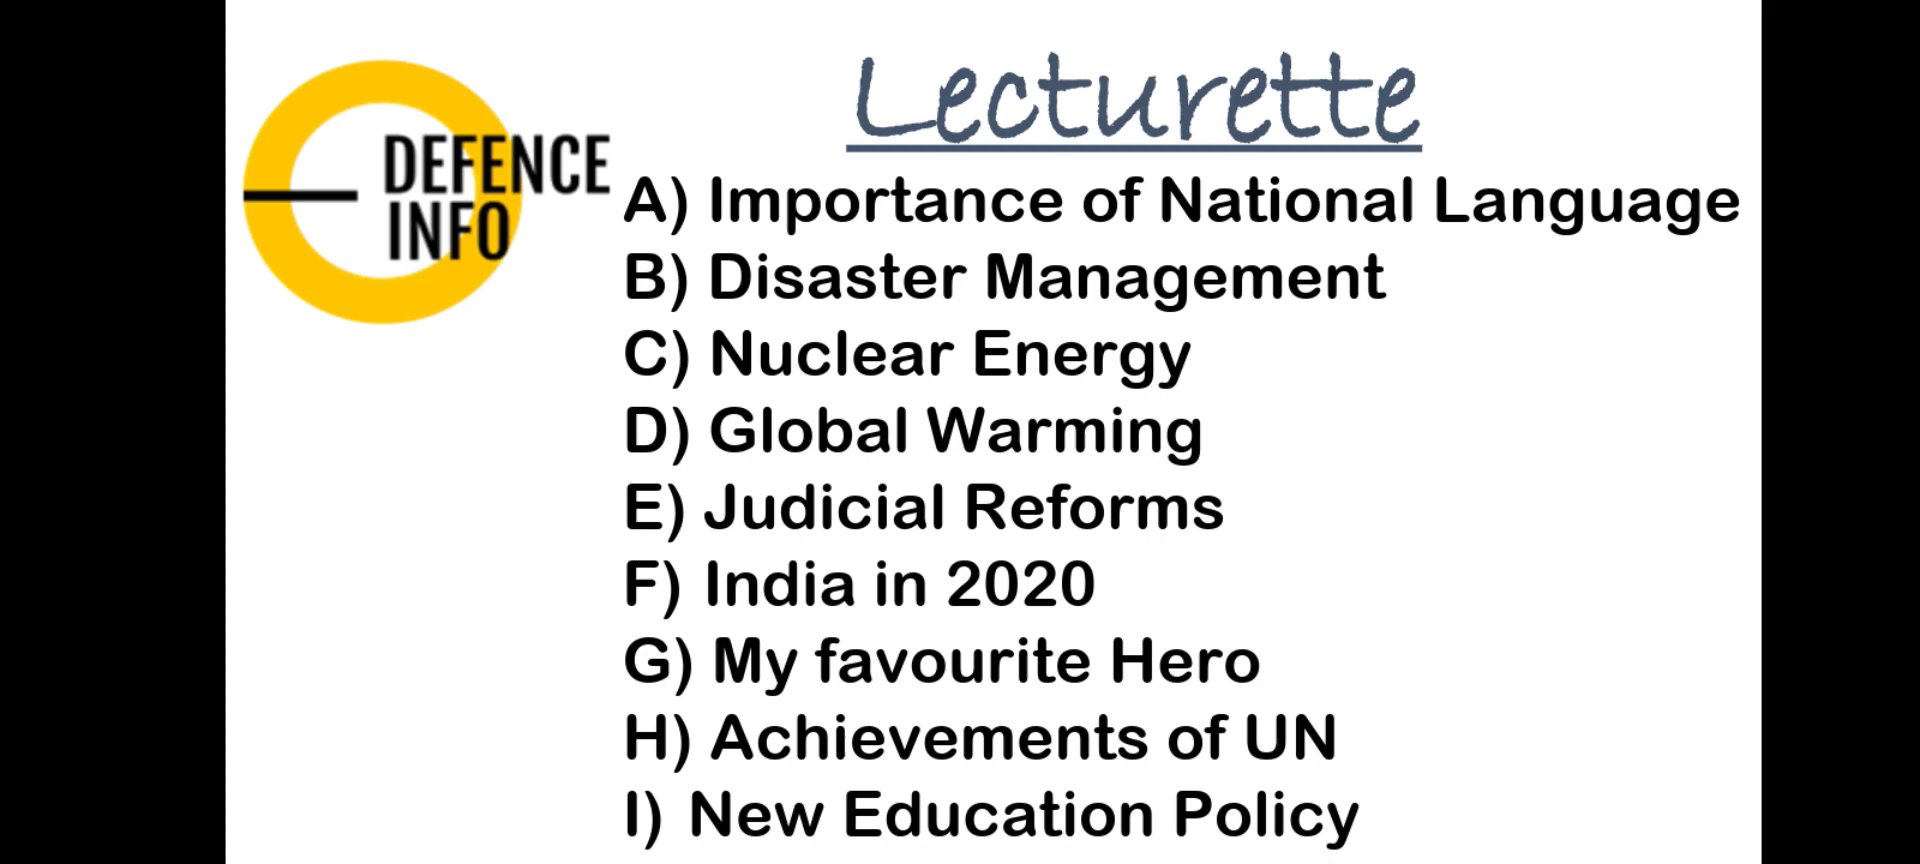 Lecturette
DEFENCE
INFO
A) Importance of National Language
B) Disaster Management
C) Nuclear Energy
D) Global Warming
E) Judicial Reforms
F) India in 2020
G) My favourite Hero
H) Achievements of UN
I) New Education Policy